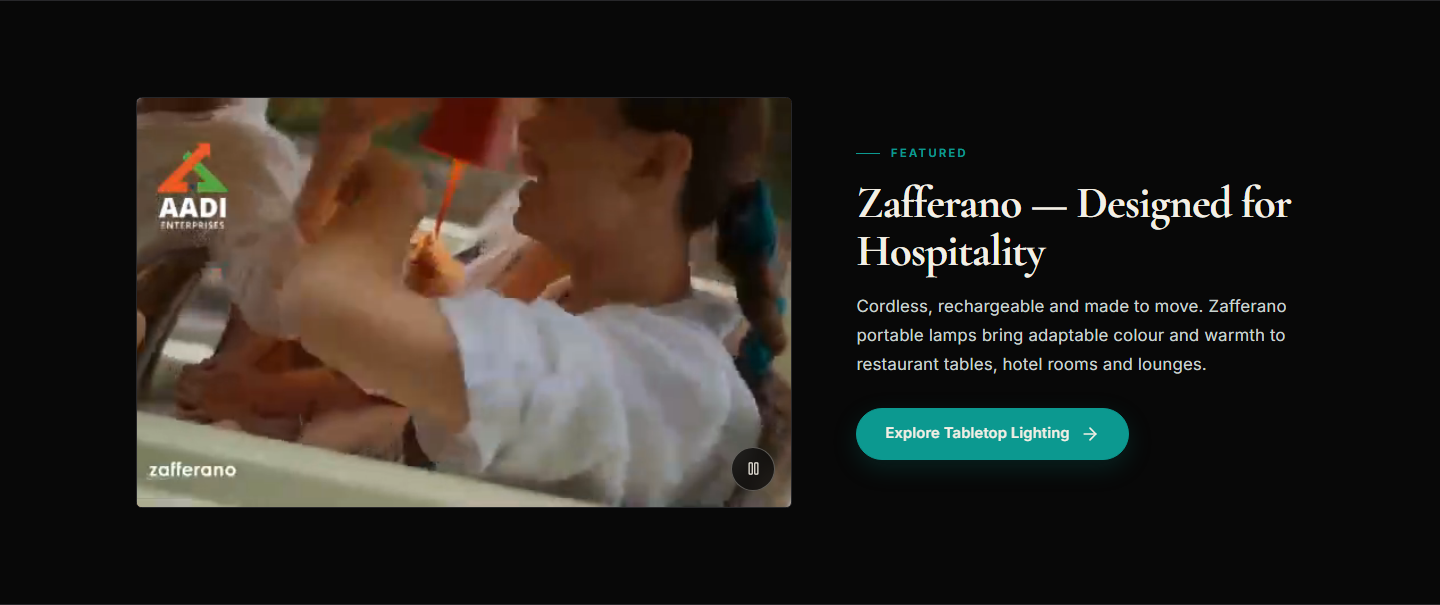 AADI
ENTERPRISES
zafferano
FEATURED
Zafferano — Designed for
Hospitality
Cordless, rechargeable and made to move. Zafferano
portable lamps bring adaptable colour and warmth to
restaurant tables, hotel rooms and lounges.
Explore Tabletop Lighting